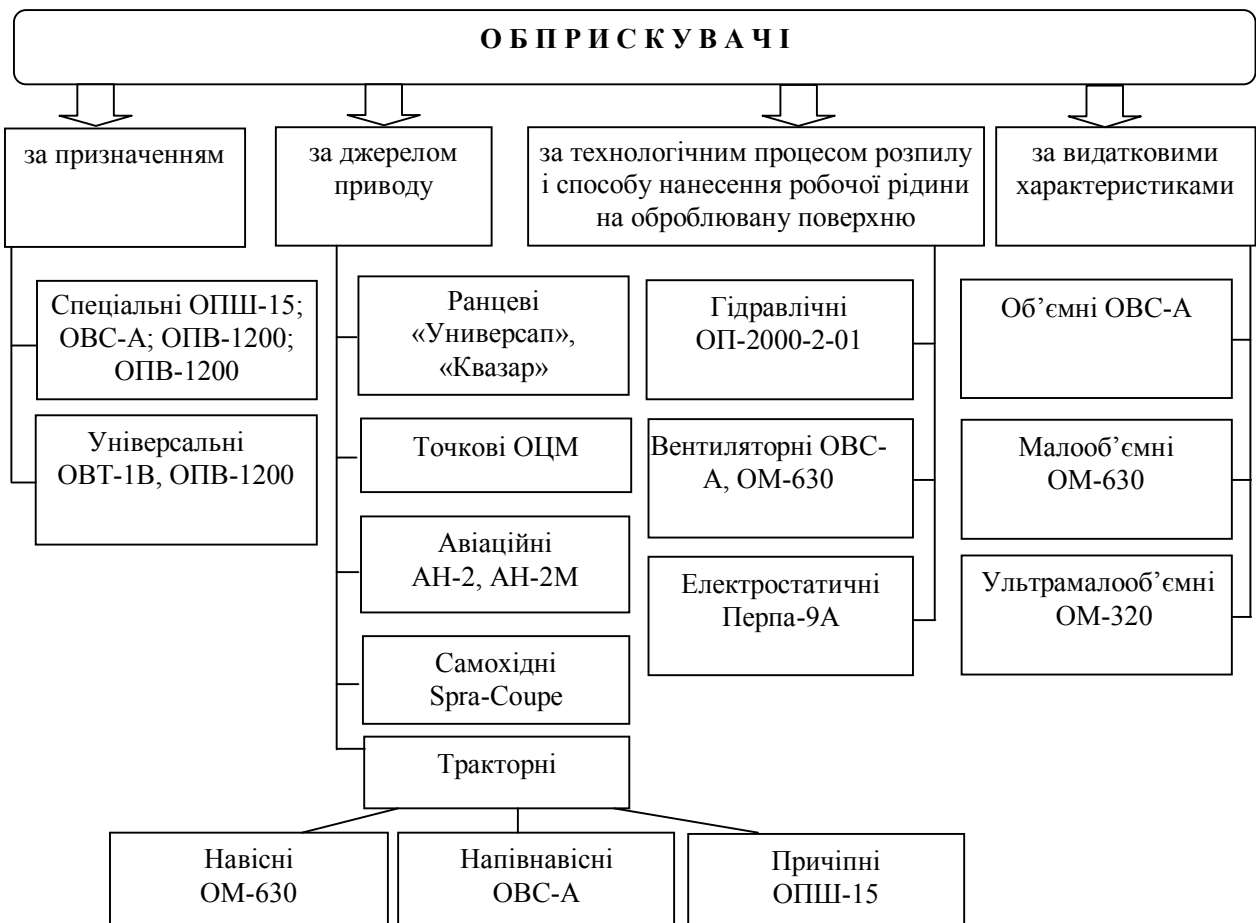 О Б П Р И С К У В А Ч І
за призначенням
за джерелом
приводу
за технологічним процесом розпилу
і способу нанесення робочої рідини
на оброблювану поверхню
за видатковими
характеристиками
Спеціальні ОПШ-15;
ОВС-А; ОПВ-1200;
ОПВ-1200
Універсальні
ОВТ-1В, ОПВ-1200
Ранцеві
«Универсап»,
«Квазар»
Точкові ОЦМ
Авіаційні
АН-2, АН-2М
Самохідні
Spra-Coupe
Тракторні
Навісні
ОМ-630
Напівнавісні
ОВС-А
Причіпні
ОПШ-15
Гідравлічні
ОП-2000-2-01
Вентиляторні ОВС-
А, ОМ-630
Електростатичні
Перпа-9А
Об’ємні ОВС-А
Малооб’ємні
ОМ-630
Ультрамалооб’ємні
ОМ-320